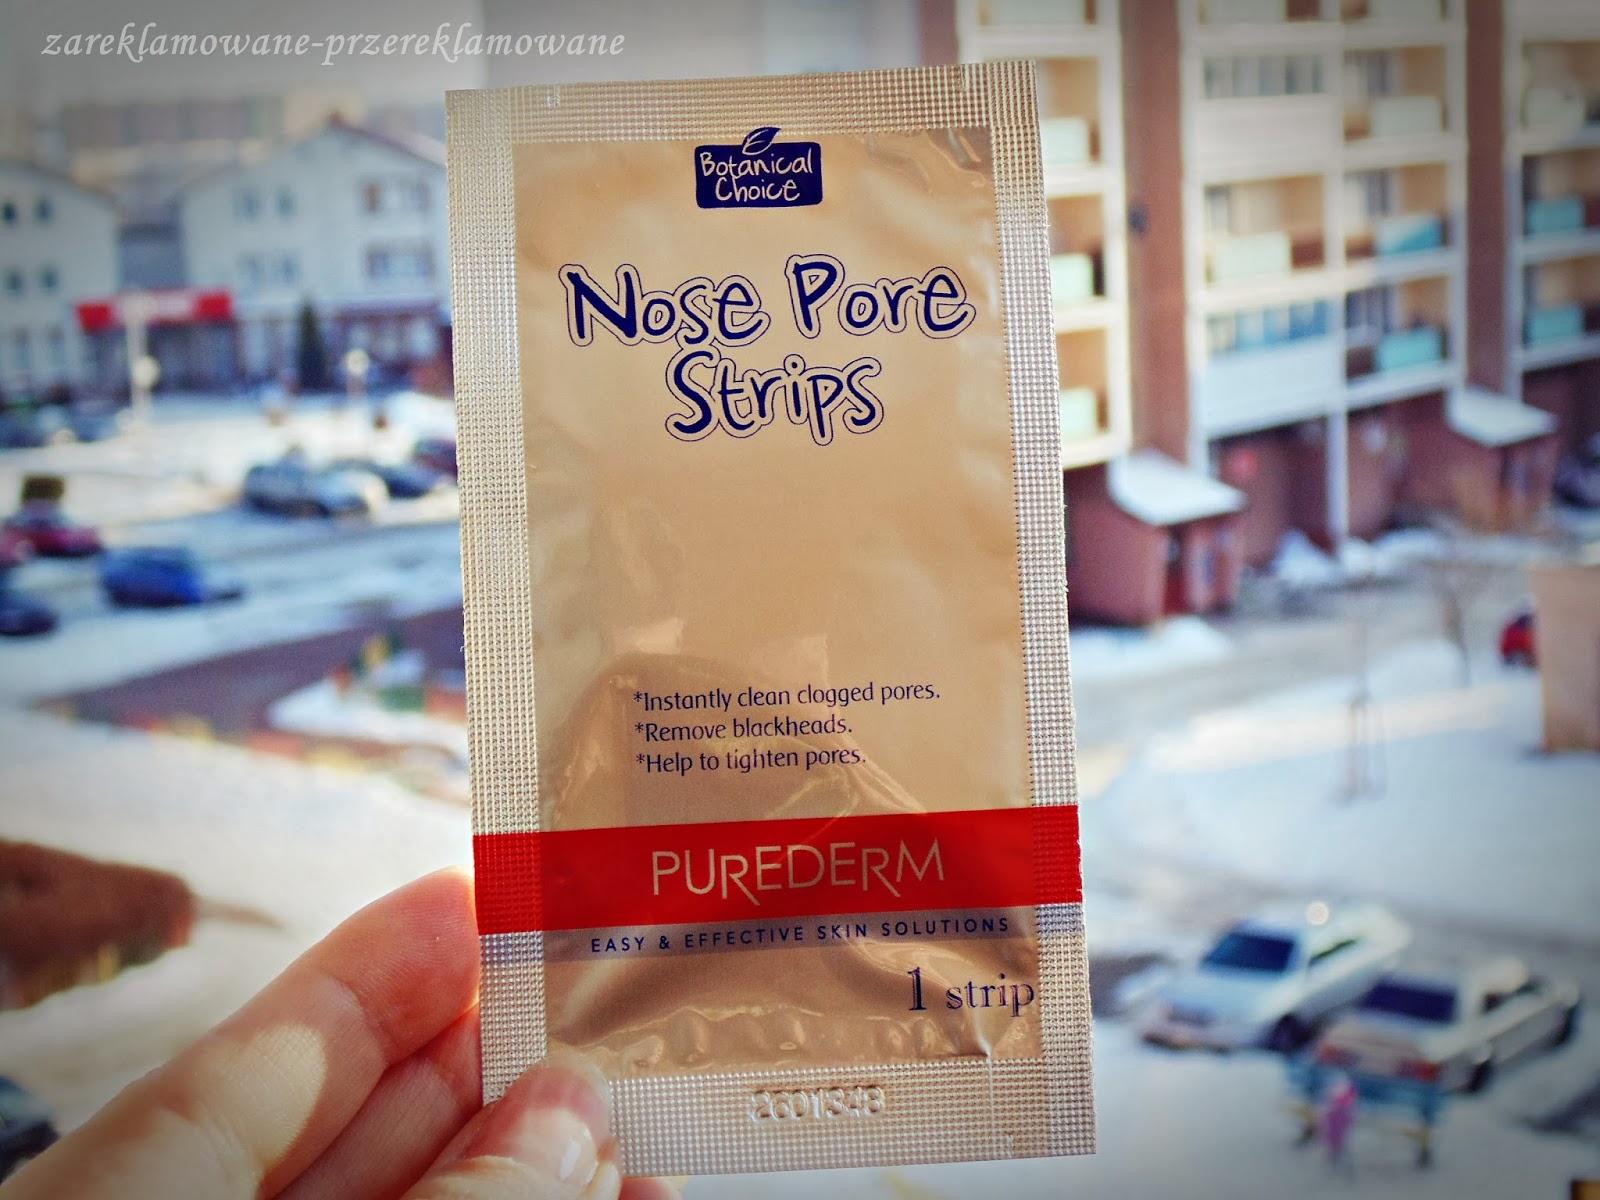 zareklamowane-przereklamowane
Botanical
Choice
Nose Pore
Strips
*Instantly clean clogged pores.
*Remove blackheads.
*Help to tighten pores.
PUREDERM
EASY & EFFECTIVE SKIN SOLUTIONS
1 strip
2601348